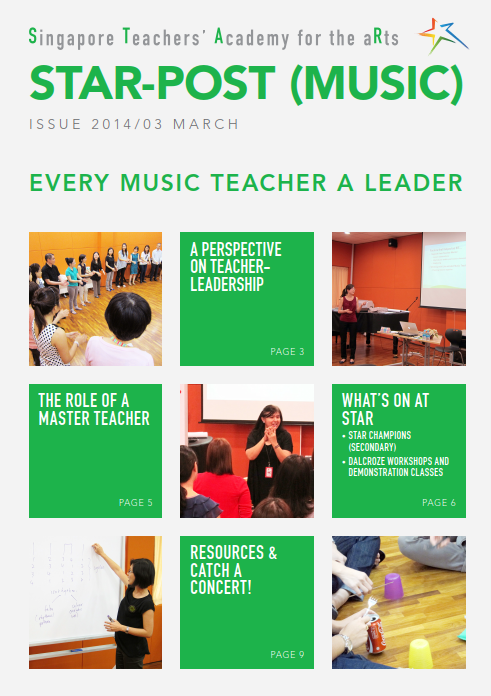 Singapore Teachers' Academy for the aRts
STAR-POST (MUSIC)
ISSUE 2014/03 MARCH
EVERY MUSIC TEACHER A LEADER
A PERSPECTIVE
ON TEACHER-
LEADERSHIP
PAGE 3
THE ROLE OF A
MASTER TEACHER
PAGE 5
WHAT'S ON AT
STAR
• STAR CHAMPIONS
(SECONDARY)
• DALCROZE WORKSHOPS AND
DEMONSTRATION CLASSES
PAGE 6
RESOURCES &
CATCH A
CONCERT!
PAGE 9